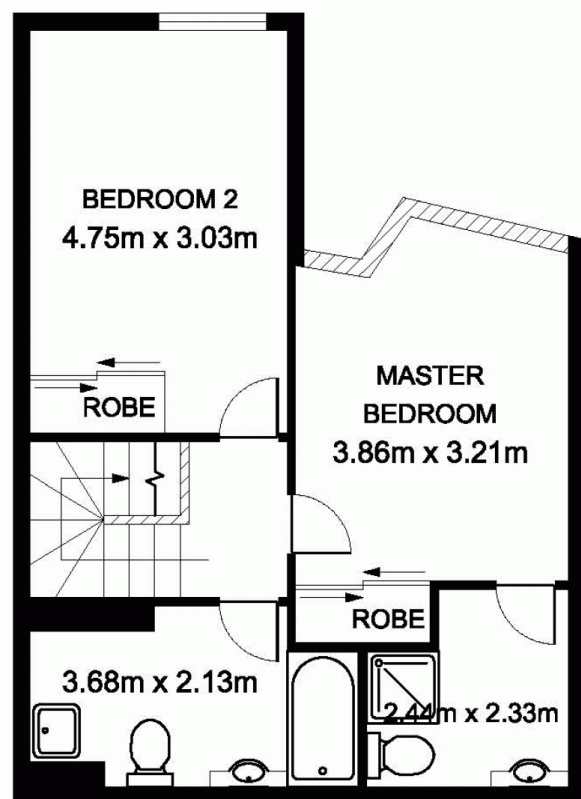 BEDROOM 2
4.75m x 3.03m
ROBE
MASTER
BEDROOM
3.86m x 3.21m
ROBE
3.68m x 2.13m
2.44m x 2.33m